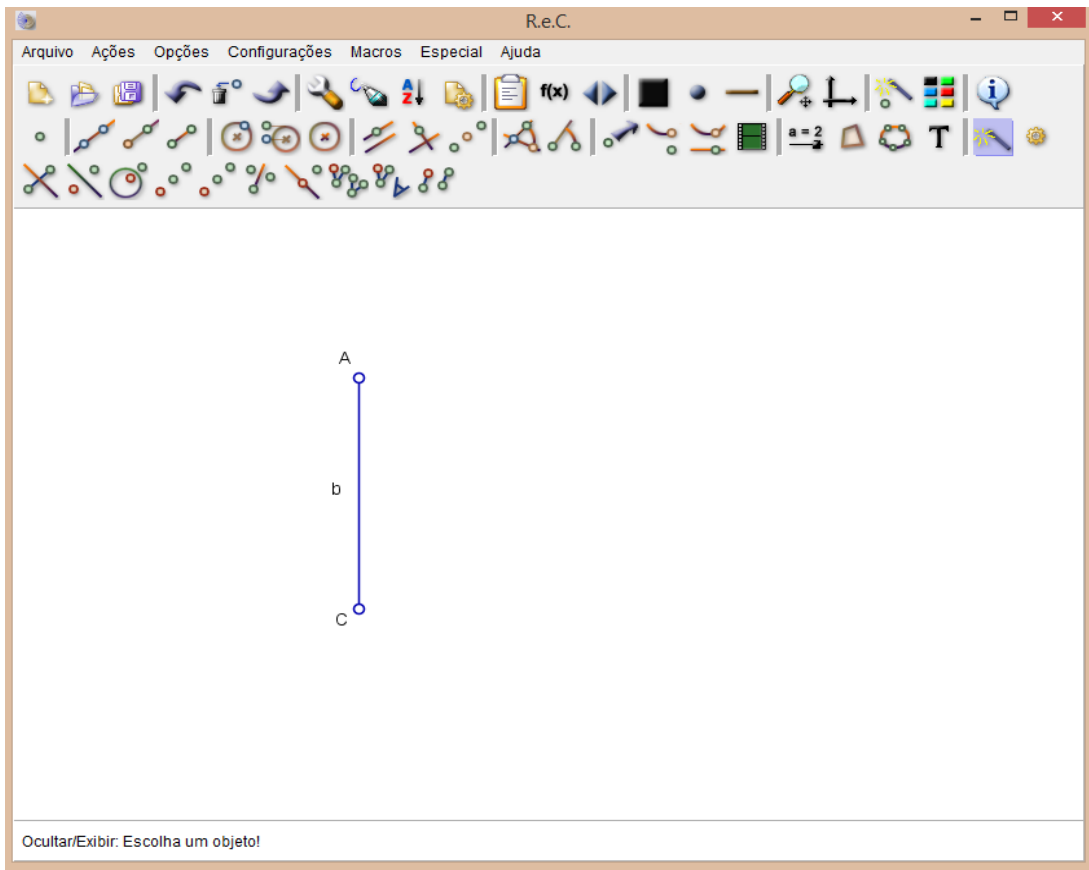 R.e.C.
Arquivo Ações Opções Configurações Macros Especial Ajuda
A Z f(x) i
a = 2 T
A
b
C
Ocultar/Exibir: Escolha um objeto!